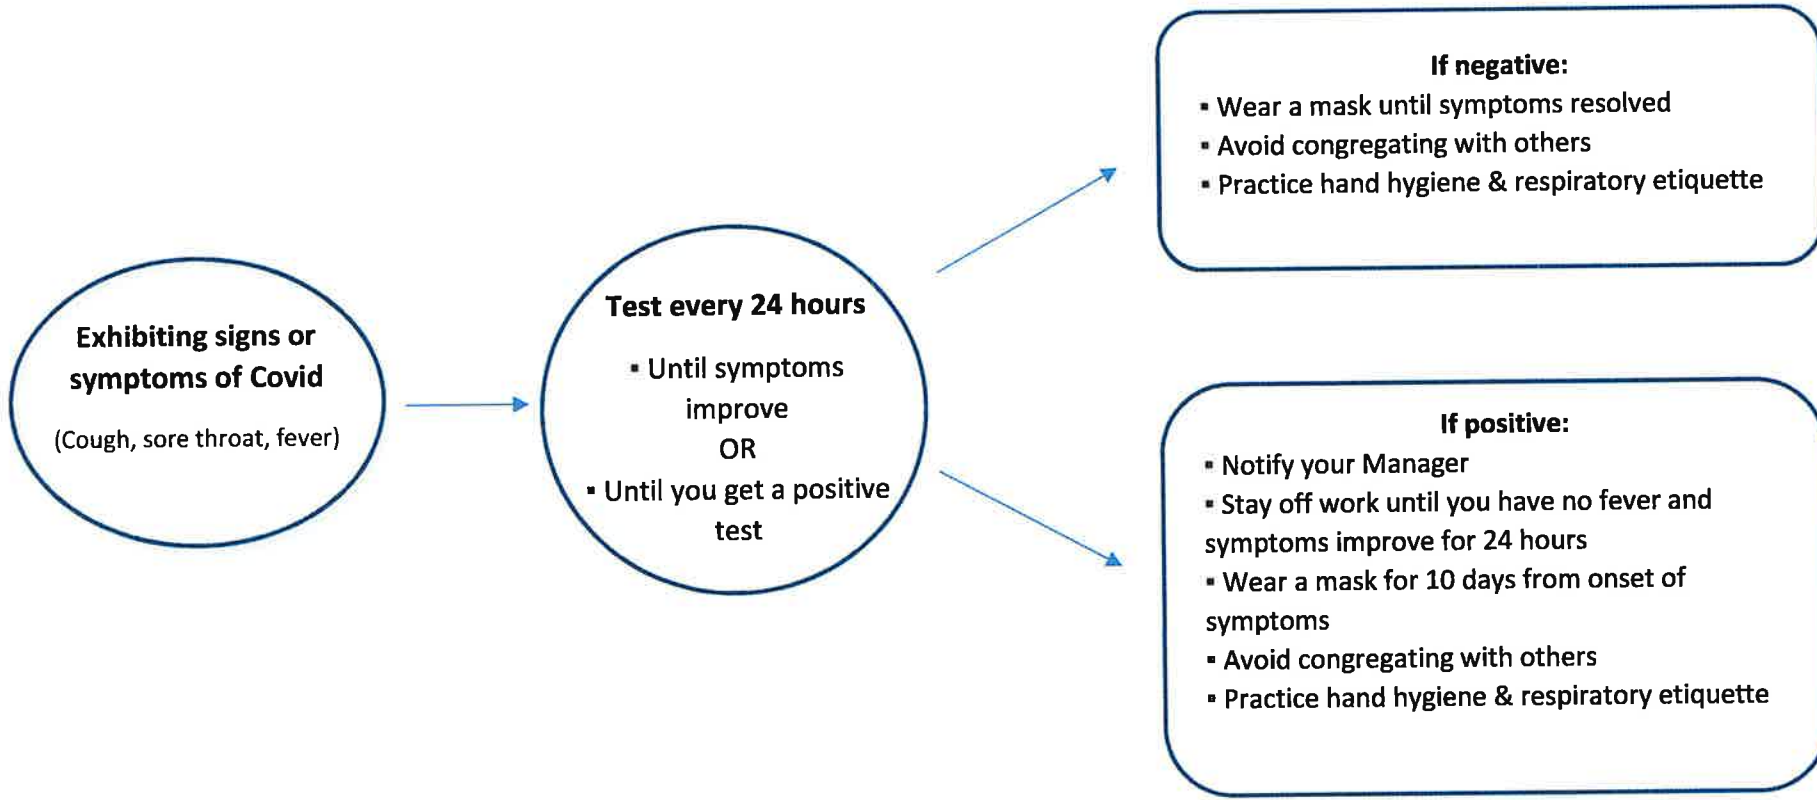 Exhibiting signs or
symptoms of Covid
(Cough, sore throat, fever)
Test every 24 hours
▪ Until symptoms
improve
OR
▪ Until you get a positive
test
If negative:
▪ Wear a mask until symptoms resolved
▪ Avoid congregating with others
▪ Practice hand hygiene & respiratory etiquette
If positive:
▪ Notify your Manager
▪ Stay off work until you have no fever and
symptoms improve for 24 hours
▪ Wear a mask for 10 days from onset of
symptoms
▪ Avoid congregating with others
▪ Practice hand hygiene & respiratory etiquette